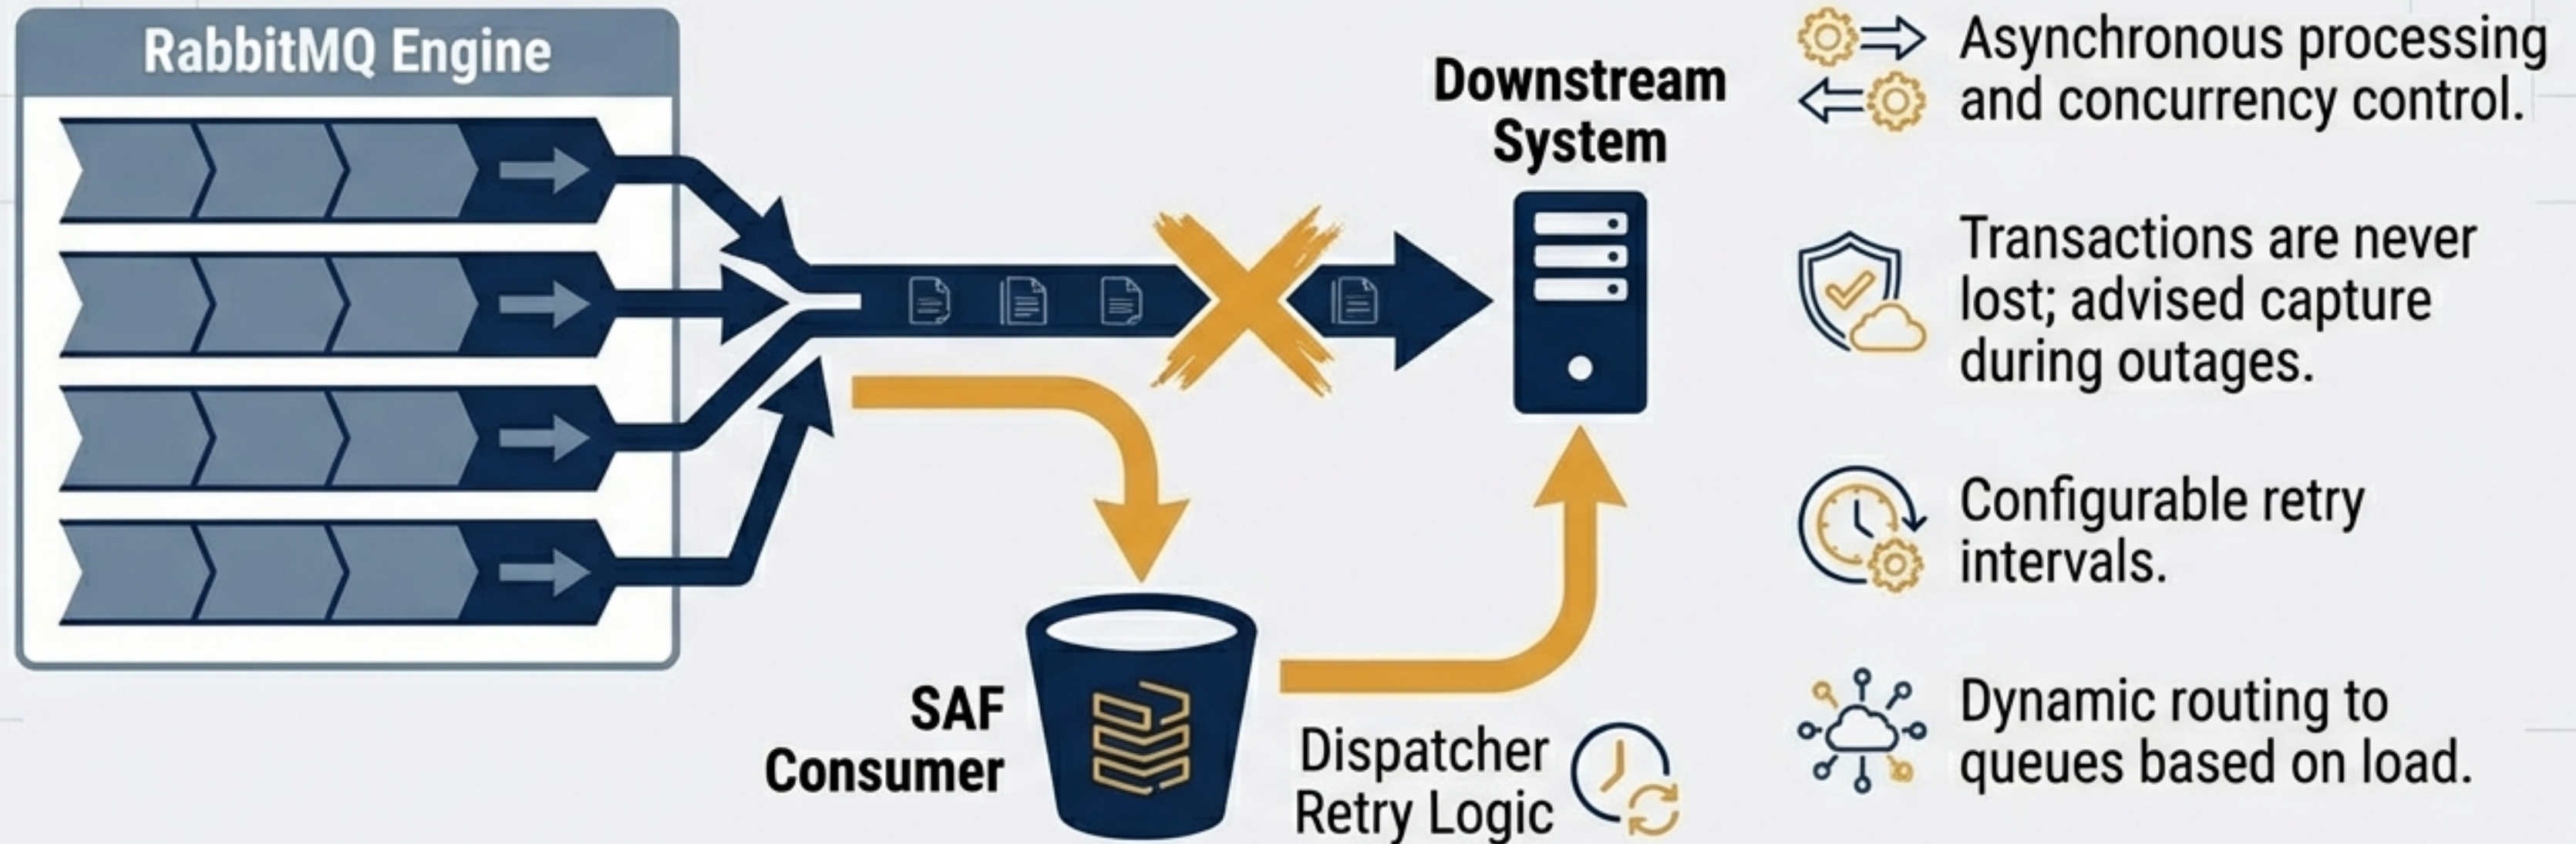 RabbitMQ Engine
Downstream
System
SAF
Consumer
Dispatcher
Retry Logic
Asynchronous processing
and concurrency control.
Transactions are never
lost; advised capture
during outages.
Configurable retry
intervals.
Dynamic routing to
queues based on load.